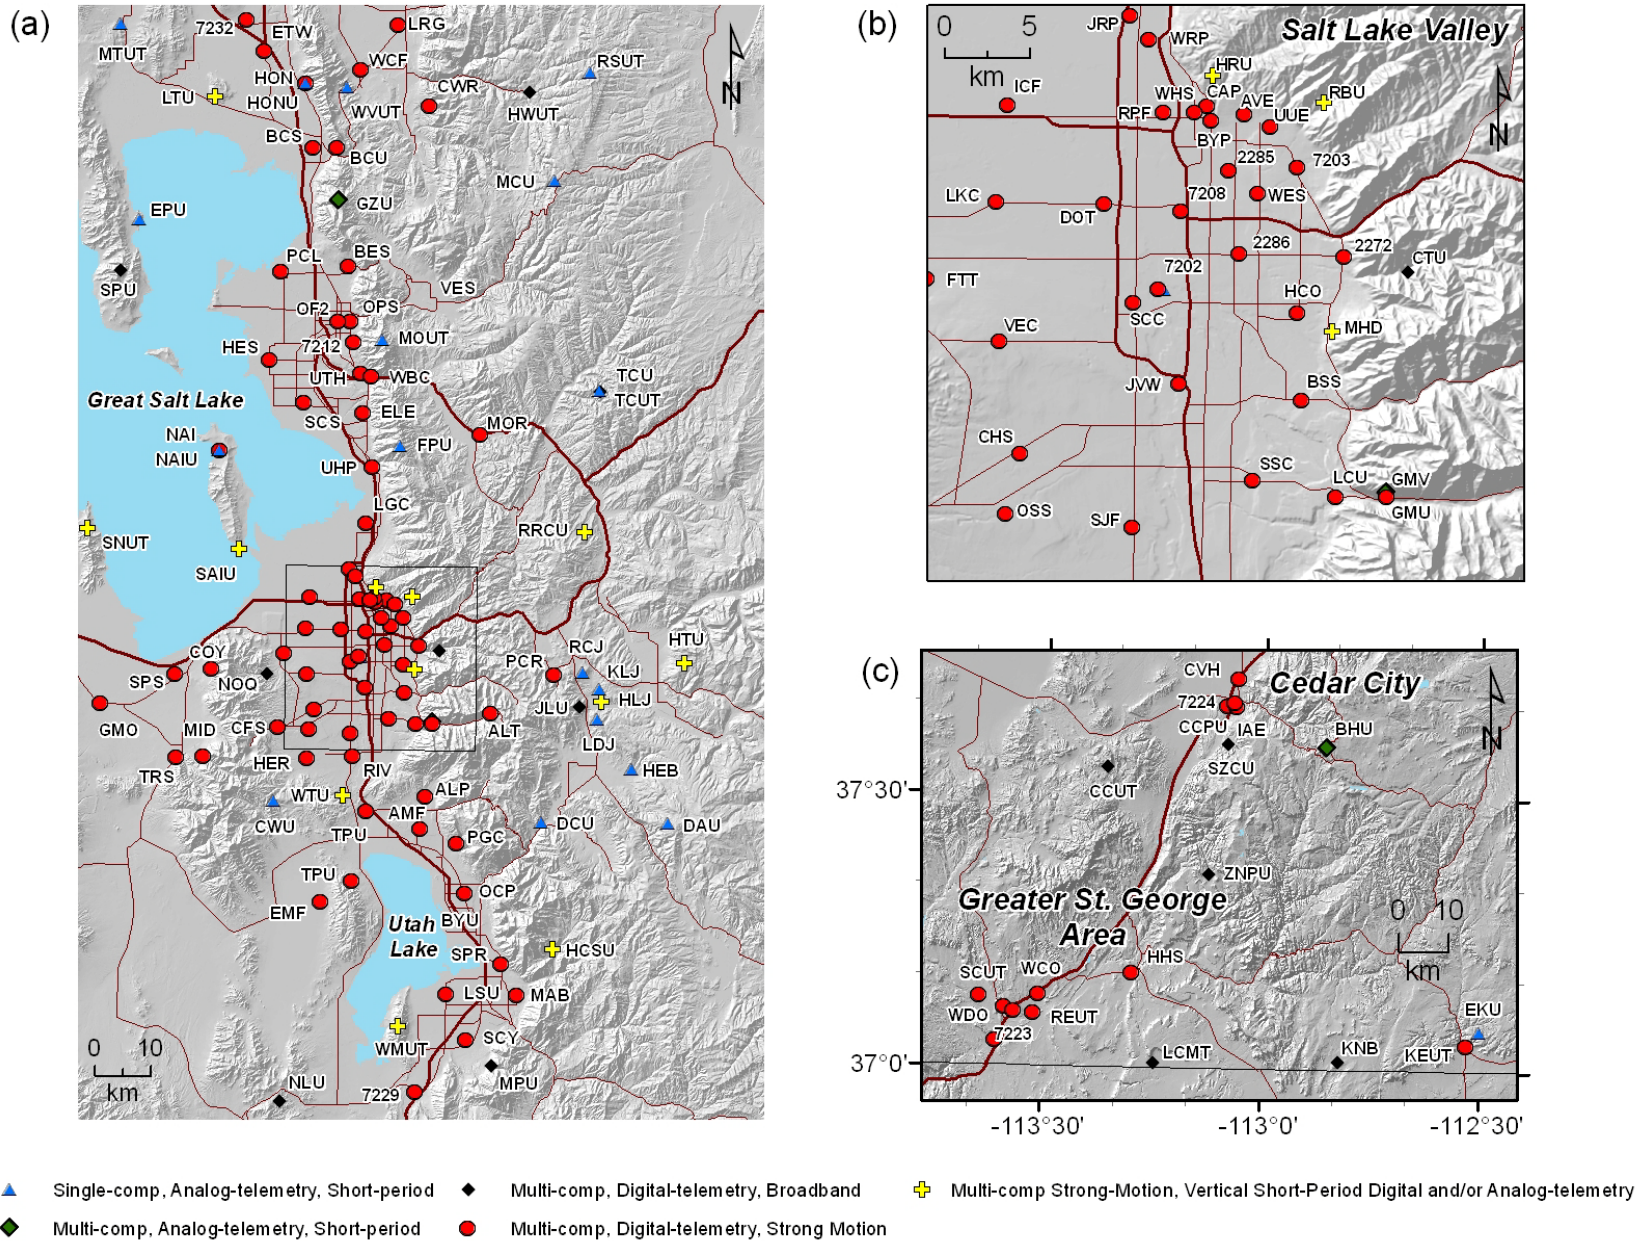 (a)
7232
ETW
LRG
MTUT
WCF
RSUT
HON
LTU
HONU
CWR
WVUT
HWUT
N
BCS
BCU
MCU
GZU
EPU
PCL
BES
SPU
VES
OF2
OPS
HES
7212
MOUT
UTH
WBC
TCU
TCUT
Great Salt Lake
SCS
ELE
MOR
NAI
NAIU
FPU
UHP
LGC
SNUT
RRCU
SAIU
COY
HTU
RCJ
PCR
KLJ
SPS
NOQ
HLJ
JLU
GMO
MID
CFS
ALT
LDJ
TRS
HER
RIV
HEB
WTU
ALP
CWU
AMF
TPU
DCU
DAU
PGC
TPU
OCP
EMF
BYU
Utah
Lake
SPR
HCSU
LSU
MAB
0 10
km
WMUT
SCY
NLU
MPU
7229
(b)
0 5
km
JRP
Salt Lake Valley
WRP
HRU
ICF
WHS
CAP
RBU
RPF
AVE
UUE
N
BYP
2285
7203
LKC
7208
WES
DOT
2286
2272
7202
CTU
FTT
HCO
SCC
VEC
MHD
JVW
BSS
CHS
SSC
LCU
GMV
OSS
SJF
GMU
(c)
CVH
Cedar City
7224
CCPU
IAE
BHU
N
SZCU
37°30'
CCUT
ZNPU
Greater St. George
Area
0 10
km
SCUT
WCO
HHS
WDO
REUT
EKU
7223
37°0'
LCMT
KNB
KEUT
-113°30'
-113°0'
-112°30'
Single-comp, Analog-telemetry, Short-period
Multi-comp, Digital-telemetry, Broadband
Multi-comp Strong-Motion, Vertical Short-Period Digital and/or Analog-telemetry
Multi-comp, Analog-telemetry, Short-period
Multi-comp, Digital-telemetry, Strong Motion